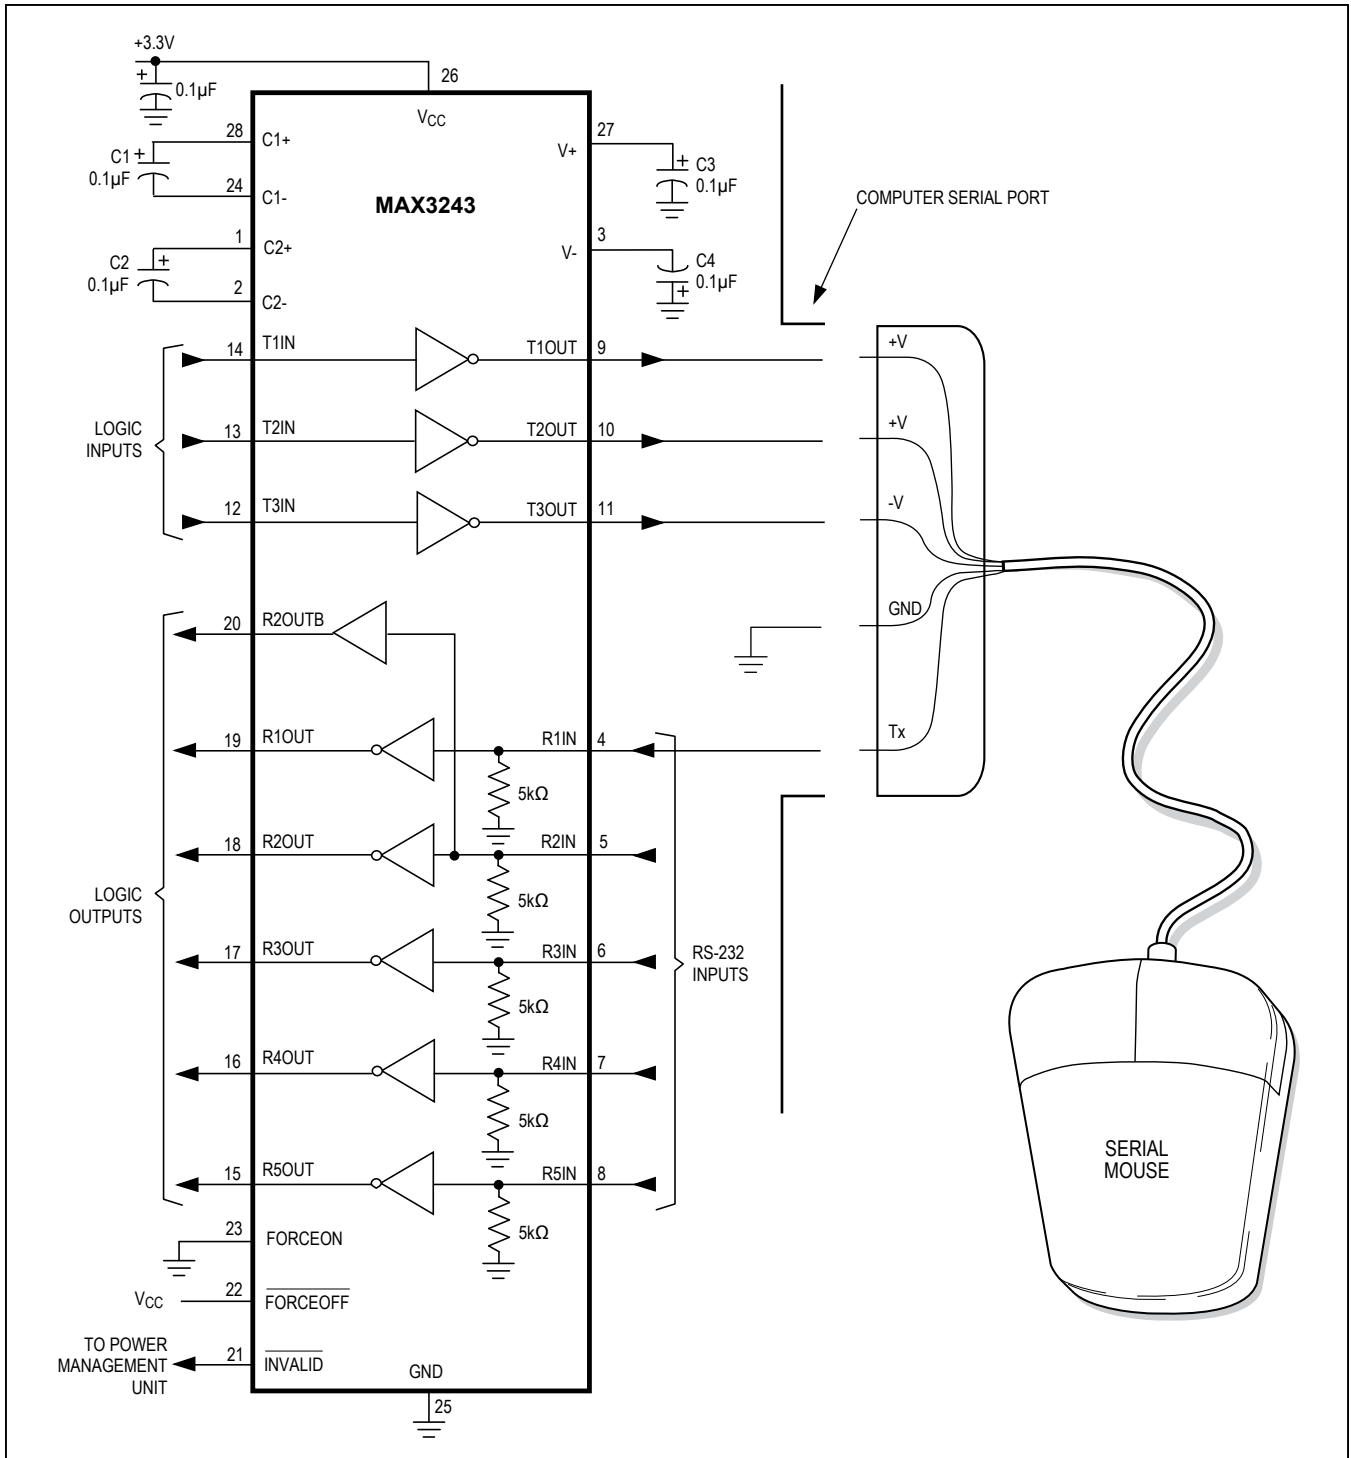 +3.3V
0.1µF
26
VCC
28
C1+
C1
0.1µF
24
C1-
MAX3243
27
V+
C3
0.1µF
1
C2+
C2
0.1µF
2
C2-
3
V-
C4
0.1µF
COMPUTER SERIAL PORT
LOGIC
INPUTS
14
T1IN
T1OUT
9
13
T2IN
T2OUT
10
12
T3IN
T3OUT
11
+V
+V
-V
GND
Tx
LOGIC
OUTPUTS
20
R2OUTB
19
R1OUT
R1IN
4
5kΩ
18
R2OUT
R2IN
5
5kΩ
17
R3OUT
R3IN
6
5kΩ
16
R4OUT
R4IN
7
5kΩ
15
R5OUT
R5IN
8
5kΩ
RS-232
INPUTS
23
FORCEON
VCC
22
FORCEOFF
TO POWER
MANAGEMENT
UNIT
21
INVALID
GND
25
SERIAL
MOUSE